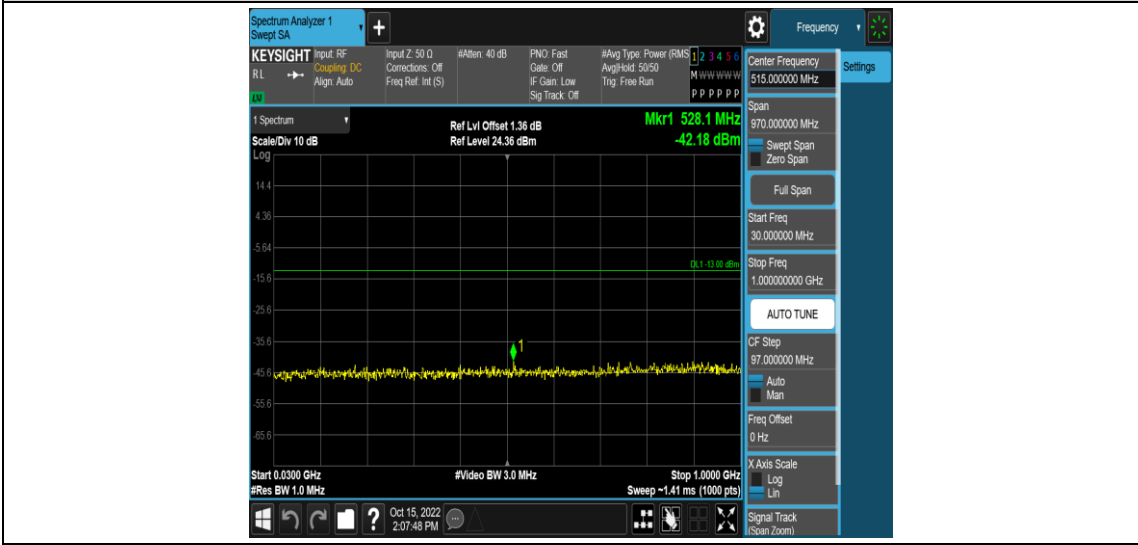 Spectrum Analyzer 1
Swept SA
+
Frequency
KEYSIGHT
RL
LM
Input: RF
Coupling: DC
Align: Auto
Input Z: 50 Ω
Corrections: Off
Freq Ref: Int (S)
#Atten: 40 dB
PNO: Fast
Gate: Off
IF Gain: Low
Sig Track: Off
#Avg Type: Power (RMS
Avg|Hold: 50/50
Trig: Free Run
1 2 3 4 5 6
M W W W W W
P P P P P P
1 Spectrum
Scale/Div 10 dB
Log
Ref Lvl Offset 1.36 dB
Ref Level 24.36 dBm
Mkr1 528.1 MHz
-42.18 dBm
14.4
4.36
-5.64
DL1 -13.00 dBm
-15.6
-25.6
-35.6
1
-45.6
-55.6
-65.6
Start 0.0300 GHz
#Res BW 1.0 MHz
#Video BW 3.0 MHz
Stop 1.0000 GHz
Sweep ~1.41 ms (1000 pts)
?
Oct 15, 2022
2:07:48 PM
Center Frequency
515.000000 MHz
Settings
Span
970.000000 MHz
Swept Span
Zero Span
Full Span
Start Freq
30.000000 MHz
Stop Freq
1.000000000 GHz
AUTO TUNE
CF Step
97.000000 MHz
Auto
Man
Freq Offset
0 Hz
X Axis Scale
Log
Lin
Signal Track
(Span Zoom)